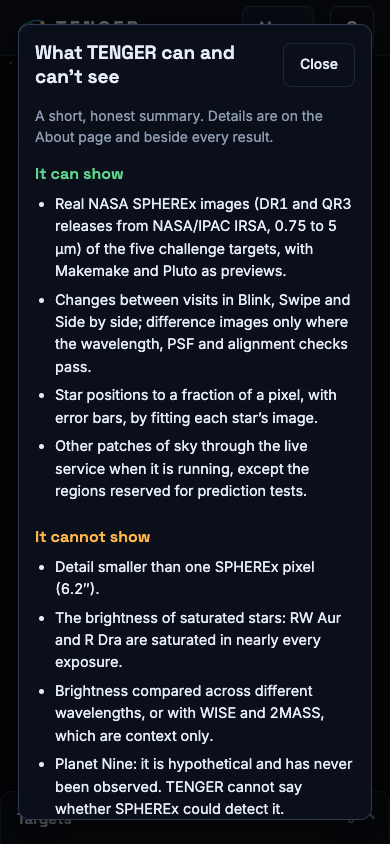 What TENGER can and
can't see
Close
A short, honest summary. Details are on the
About page and beside every result.
It can show
• Real NASA SPHEREx images (DR1 and QR3
releases from NASA/IPAC IRSA, 0.75 to 5
µm) of the five challenge targets, with
Makemake and Pluto as previews.
• Changes between visits in Blink, Swipe and
Side by side; difference images only where
the wavelength, PSF and alignment checks
pass.
• Star positions to a fraction of a pixel, with
error bars, by fitting each star’s image.
• Other patches of sky through the live
service when it is running, except the
regions reserved for prediction tests.
It cannot show
• Detail smaller than one SPHEREx pixel
(6.2″).
• The brightness of saturated stars: RW Aur
and R Dra are saturated in nearly every
exposure.
• Brightness compared across different
wavelengths, or with WISE and 2MASS,
which are context only.
• Planet Nine: it is hypothetical and has never
been observed. TENGER cannot say
whether SPHEREx could detect it.
Targets